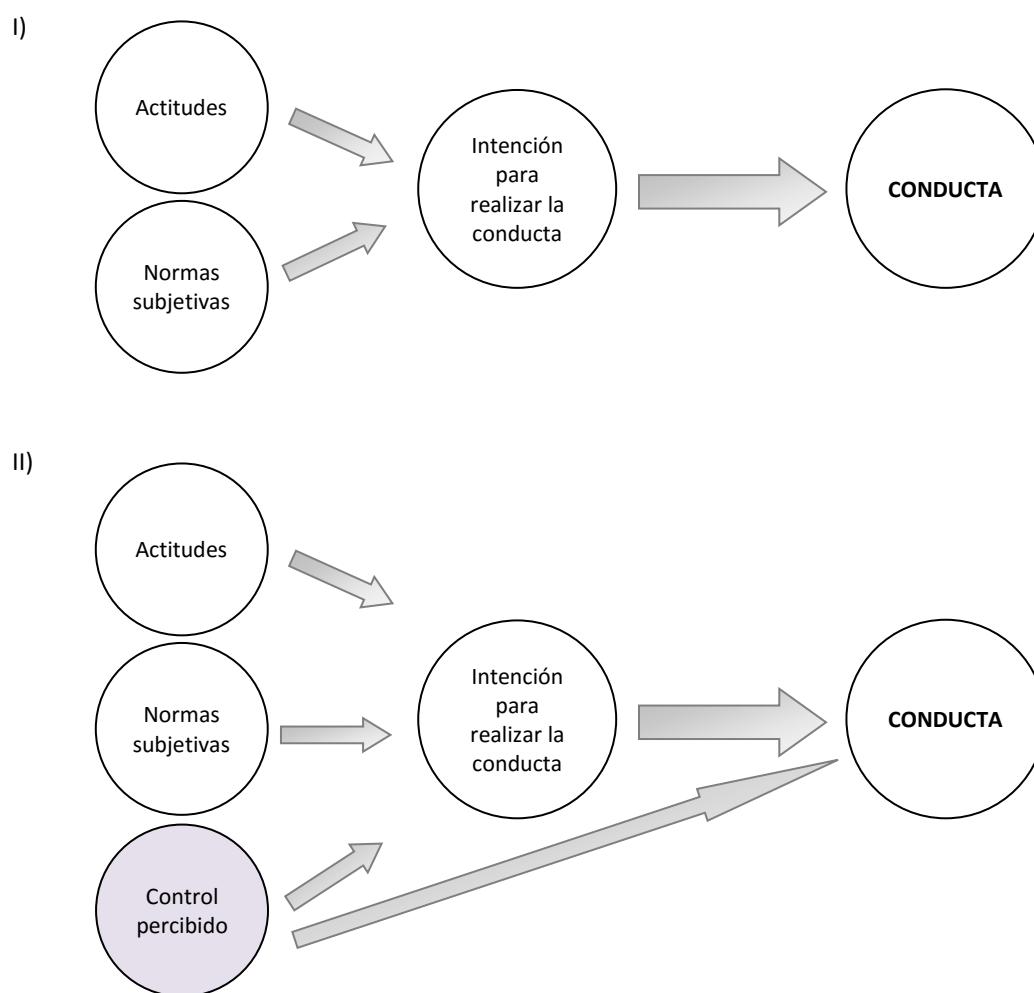 I)
Actitudes
Normas
subjetivas
Intención
para
realizar la
conducta
CONDUCTA
II)
Actitudes
Normas
subjetivas
Control
percibido
Intención
para
realizar la
conducta
CONDUCTA